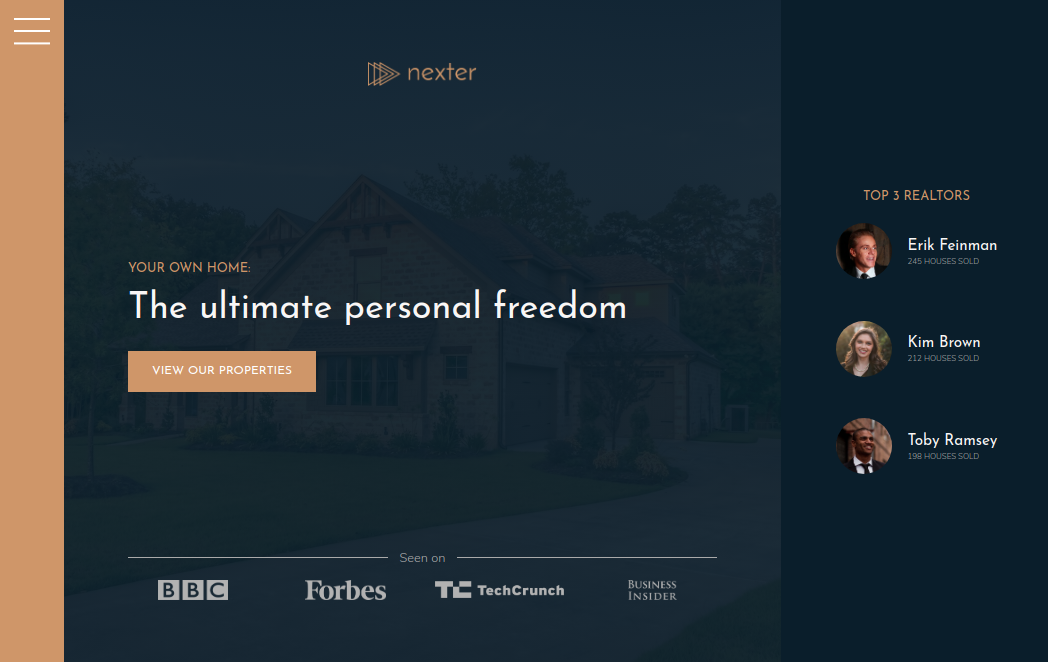 nexter
YOUR OWN HOME:
The ultimate personal freedom
VIEW OUR PROPERTIES
Seen on
BBC
Forbes
TC TechCrunch
BUSINESS
INSIDER
TOP 3 REALTORS
Erik Feinman
245 HOUSES SOLD
Kim Brown
212 HOUSES SOLD
Toby Ramsey
198 HOUSES SOLD